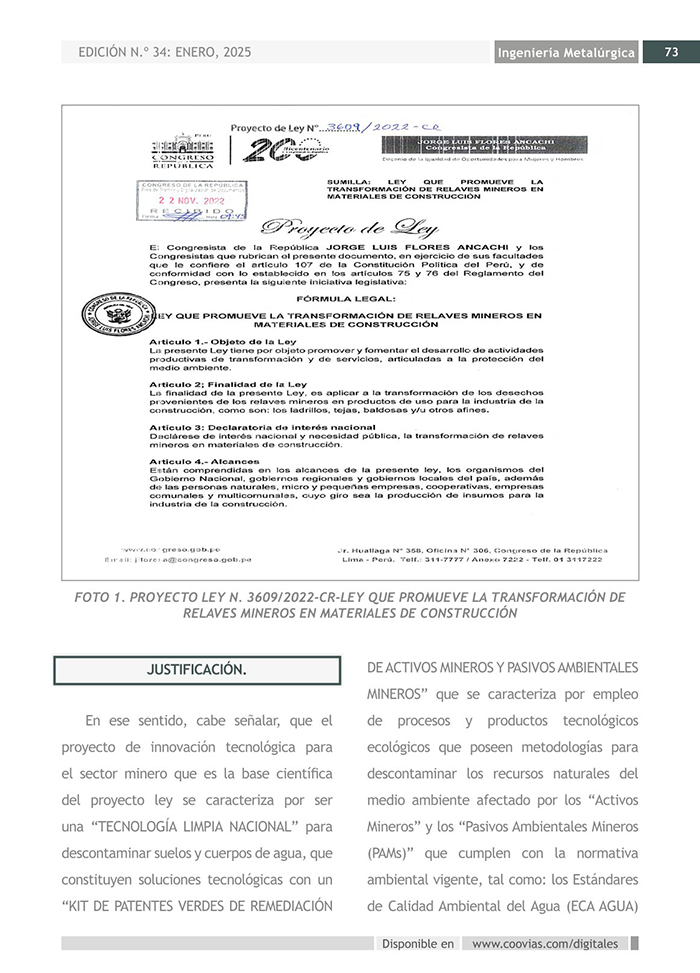 EDICIÓN N.º 34: ENERO, 2025
Ingeniería Metalúrgica
73
Proyecto de Ley N° 3609/2022-CR
PERÚ
CONGRESO
REPÚBLICA
200
Bicentenario
JORGE LUIS FLORES ANCACHI
Congresista de la República
Decenio de la Igualdad de Oportunidades para Mujeres y Hombres
CONGRESO DE LA REPÚBLICA
22 NOV. 2022
RECIBIDO
SUMILLA: LEY QUE PROMUEVE LA
TRANSFORMACIÓN DE RELAVES MINEROS EN
MATERIALES DE CONSTRUCCIÓN
Proyecto de Ley
El Congresista de la República JORGE LUIS FLORES ANCACHI y los
Congresistas que rubrican el presente documento, en ejercicio de sus facultades
que le confiere el artículo 107 de la Constitución Política del Perú, y de
conformidad con lo establecido en los artículos 75 y 76 del Reglamento del
Congreso, presenta la siguiente iniciativa legislativa:
FÓRMULA LEGAL:
LEY QUE PROMUEVE LA TRANSFORMACIÓN DE RELAVES MINEROS EN
MATERIALES DE CONSTRUCCIÓN
Artículo 1.- Objeto de la Ley
La presente Ley tiene por objeto promover y fomentar el desarrollo de actividades
productivas de transformación y de servicios, articuladas a la protección del
medio ambiente.
Artículo 2; Finalidad de la Ley
La finalidad de la presente Ley, es aplicar a la transformación de los desechos
provenientes de los relaves mineros en productos de uso para la industria de la
construcción, como son: los ladrillos, tejas, baldosas y/u otros afines.
Artículo 3: Declaratoria de interés nacional
Declárese de interés nacional y necesidad pública, la transformación de relaves
mineros en materiales de construcción.
Artículo 4.- Alcances
Están comprendidas en los alcances de la presente ley, los organismos del
Gobierno Nacional, gobiernos regionales y gobiernos locales del país, además
de las personas naturales, micro y pequeñas empresas, cooperativas, empresas
comunales y multicomunales, cuyo giro sea la producción de insumos para la
industria de la construcción.
www.congreso.gob.pe
Email: jflores@congreso.gob.pe
Jr. Huallaga N° 358, Oficina N° 306, Congreso de la República
Lima - Perú. Telf.: 311-7777 / Anexo 7222 - Telf. 01 3117222
FOTO 1. PROYECTO LEY N. 3609/2022-CR-LEY QUE PROMUEVE LA TRANSFORMACIÓN DE
RELAVES MINEROS EN MATERIALES DE CONSTRUCCIÓN
JUSTIFICACIÓN.
En ese sentido, cabe señalar, que el
proyecto de innovación tecnológica para
el sector minero que es la base científica
del proyecto ley se caracteriza por ser
una “TECNOLOGÍA LIMPIA NACIONAL” para
descontaminar suelos y cuerpos de agua, que
constituyen soluciones tecnológicas con un
“KIT DE PATENTES VERDES DE REMEDIACIÓN
DE ACTIVOS MINEROS Y PASIVOS AMBIENTALES
MINEROS” que se caracteriza por empleo
de procesos y productos tecnológicos
ecológicos que poseen metodologías para
descontaminar los recursos naturales del
medio ambiente afectado por los “Activos
Mineros” y los “Pasivos Ambientales Mineros
(PAMs)” que cumplen con la normativa
ambiental vigente, tal como: los Estándares
de Calidad Ambiental del Agua (ECA AGUA)
Disponible en
www.coovias.com/digitales